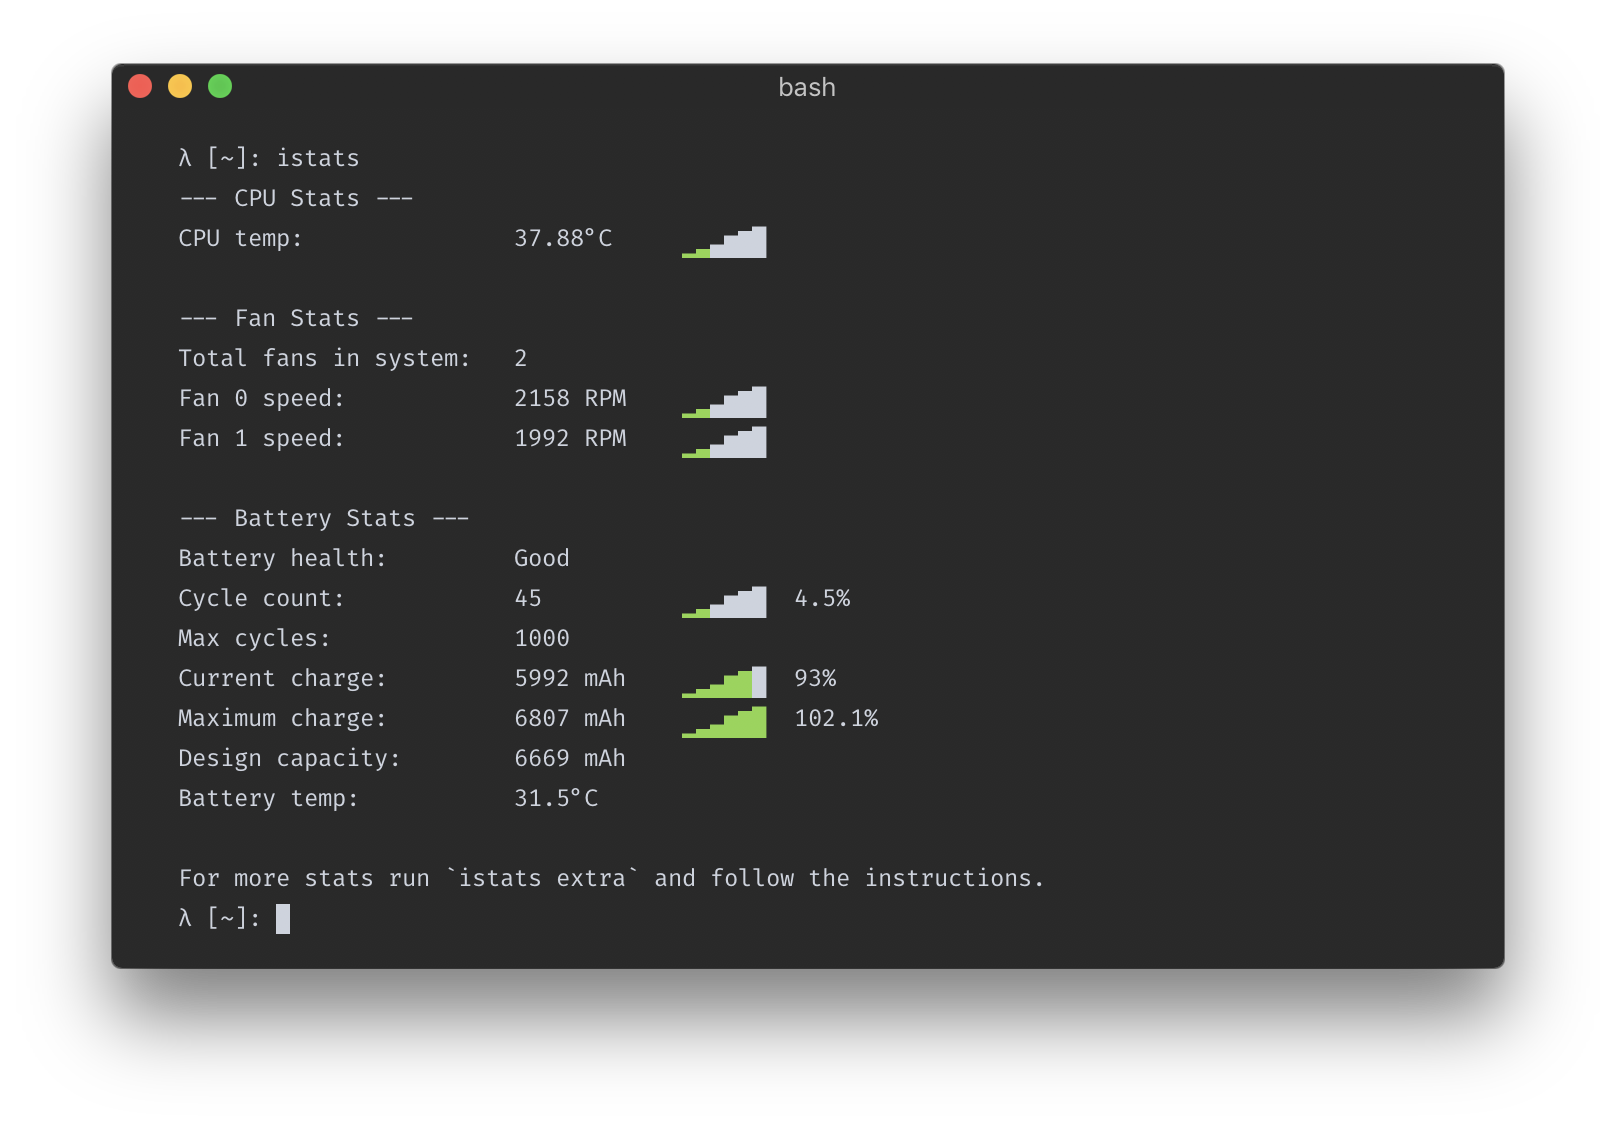 bash
λ [~]: istats
--- CPU Stats ---
CPU temp: 37.88°C
--- Fan Stats ---
Total fans in system: 2
Fan 0 speed: 2158 RPM
Fan 1 speed: 1992 RPM
--- Battery Stats ---
Battery health: Good
Cycle count: 45 4.5%
Max cycles: 1000
Current charge: 5992 mAh 93%
Maximum charge: 6807 mAh 102.1%
Design capacity: 6669 mAh
Battery temp: 31.5°C
For more stats run `istats extra` and follow the instructions.
λ [~]: